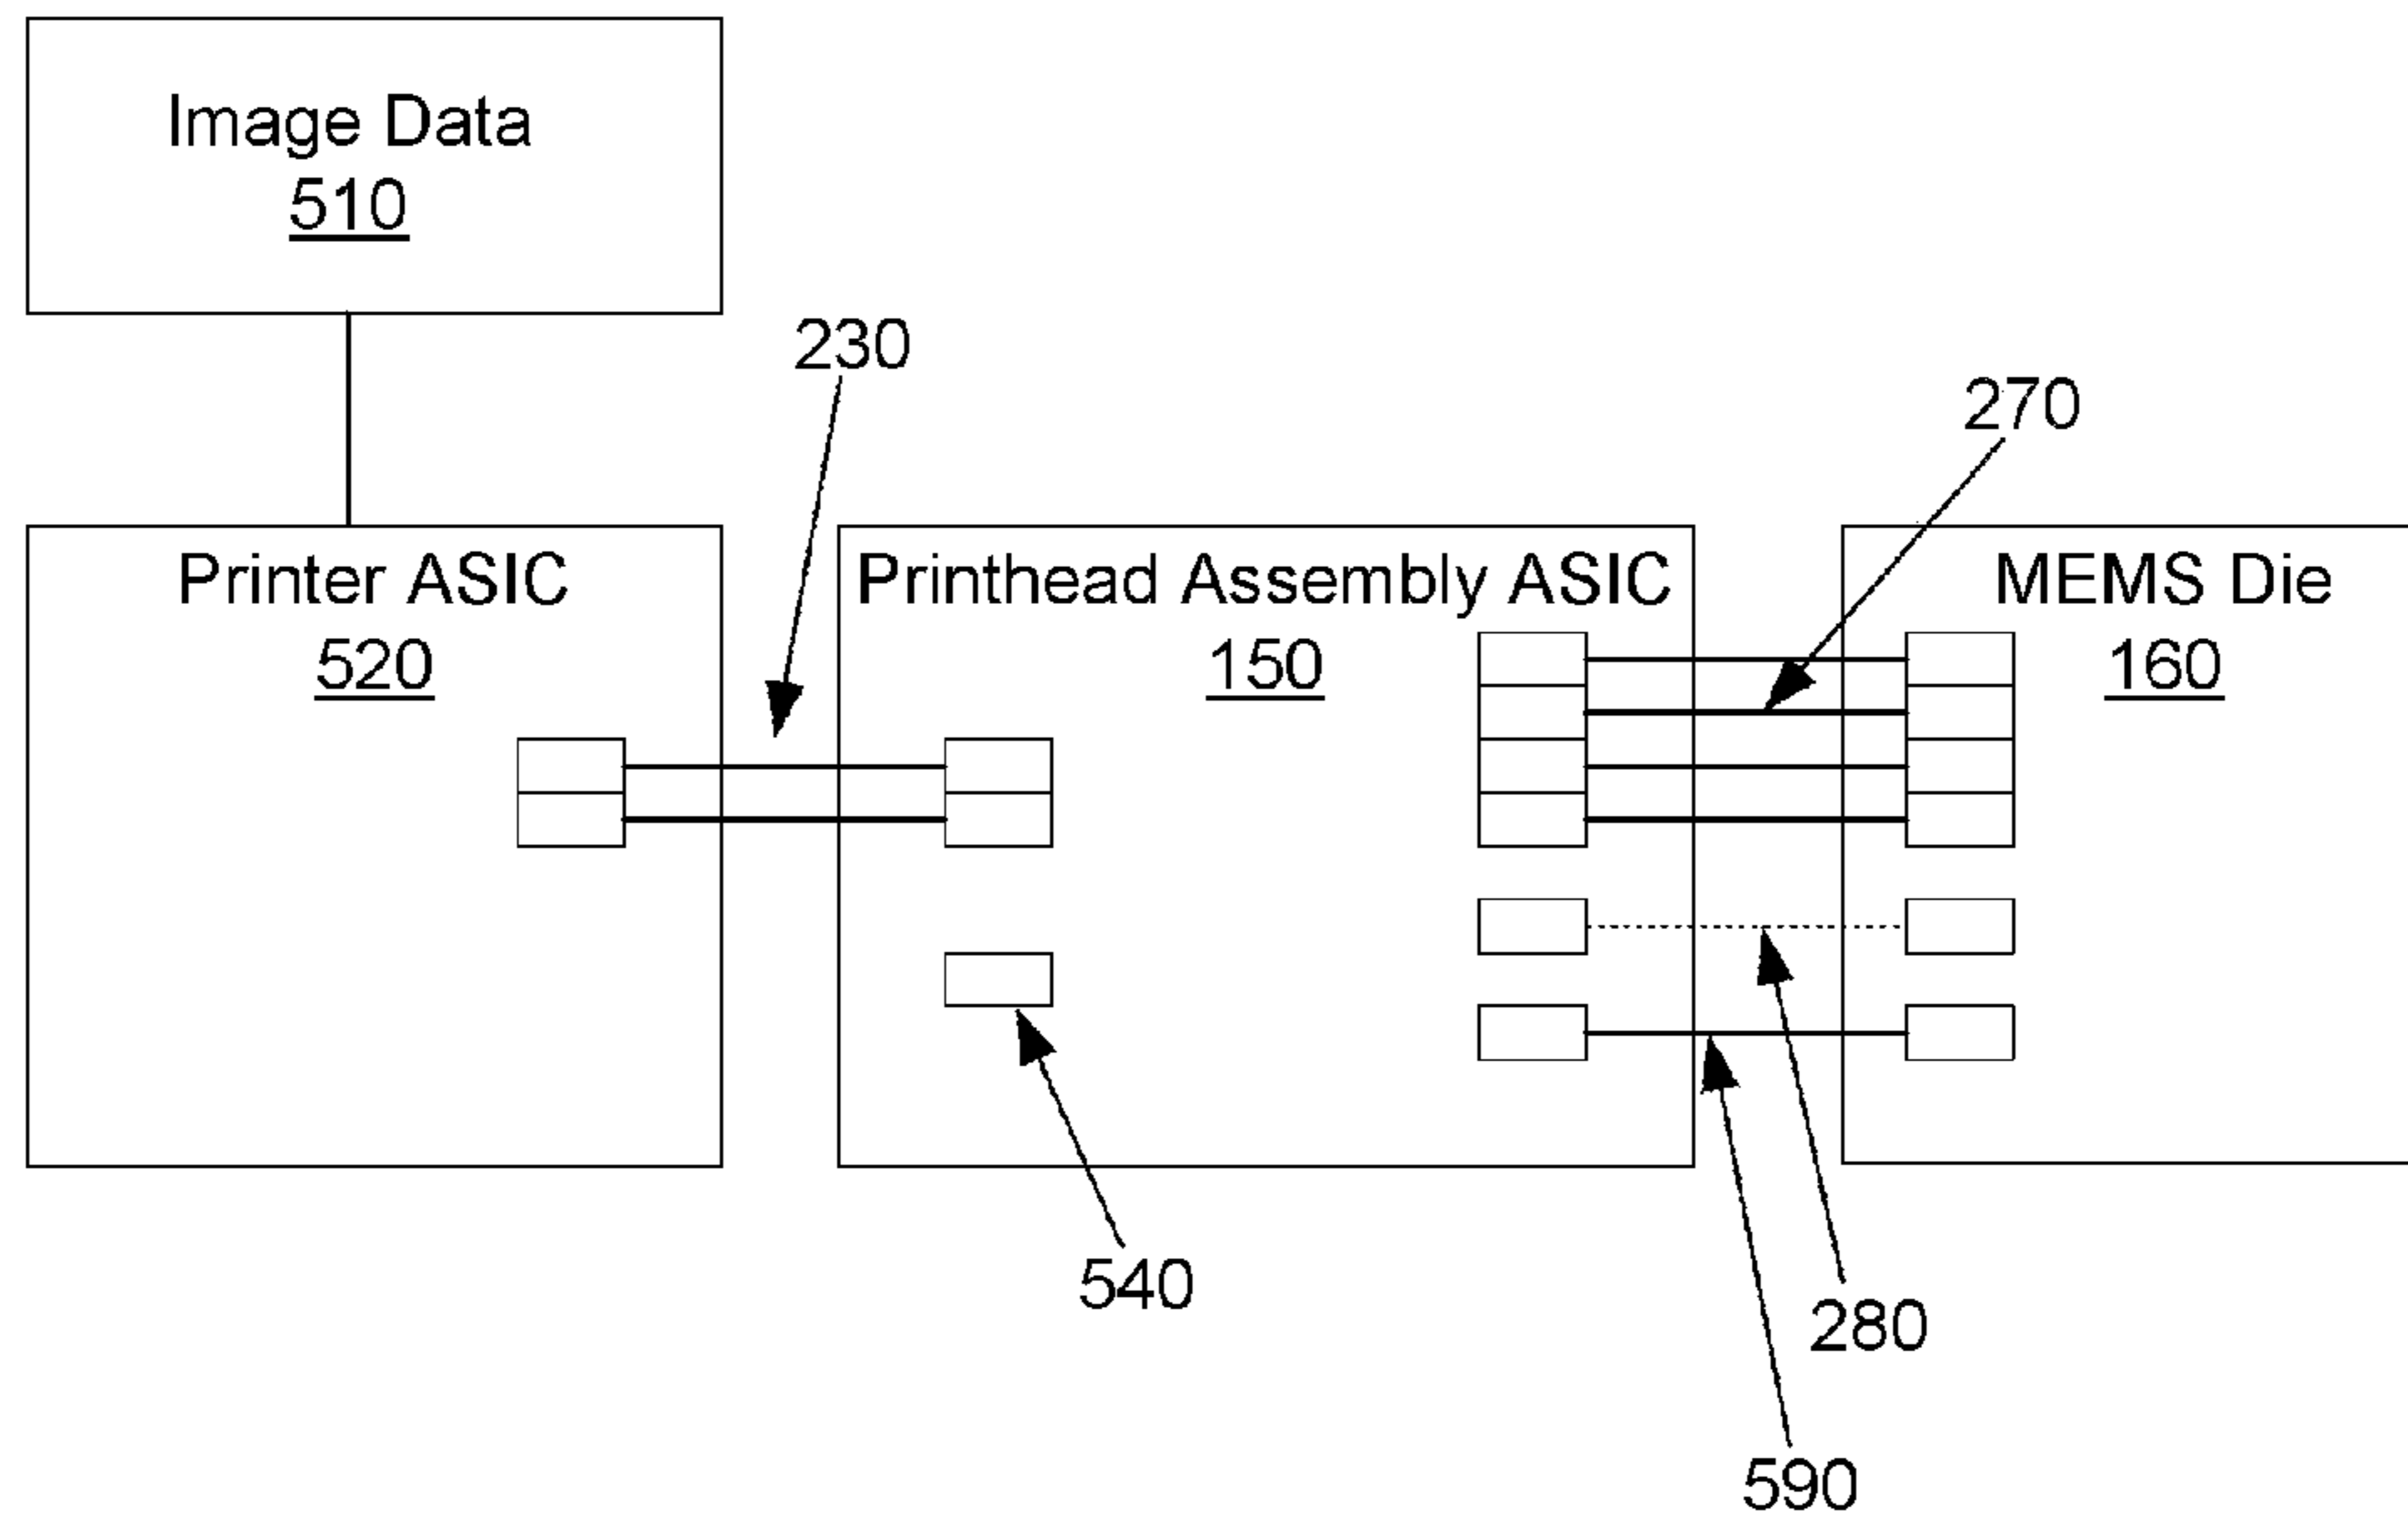 Image Data
510
230
270
Printer ASIC
520
Printhead Assembly ASIC
150
MEMS Die
160
540
280
590